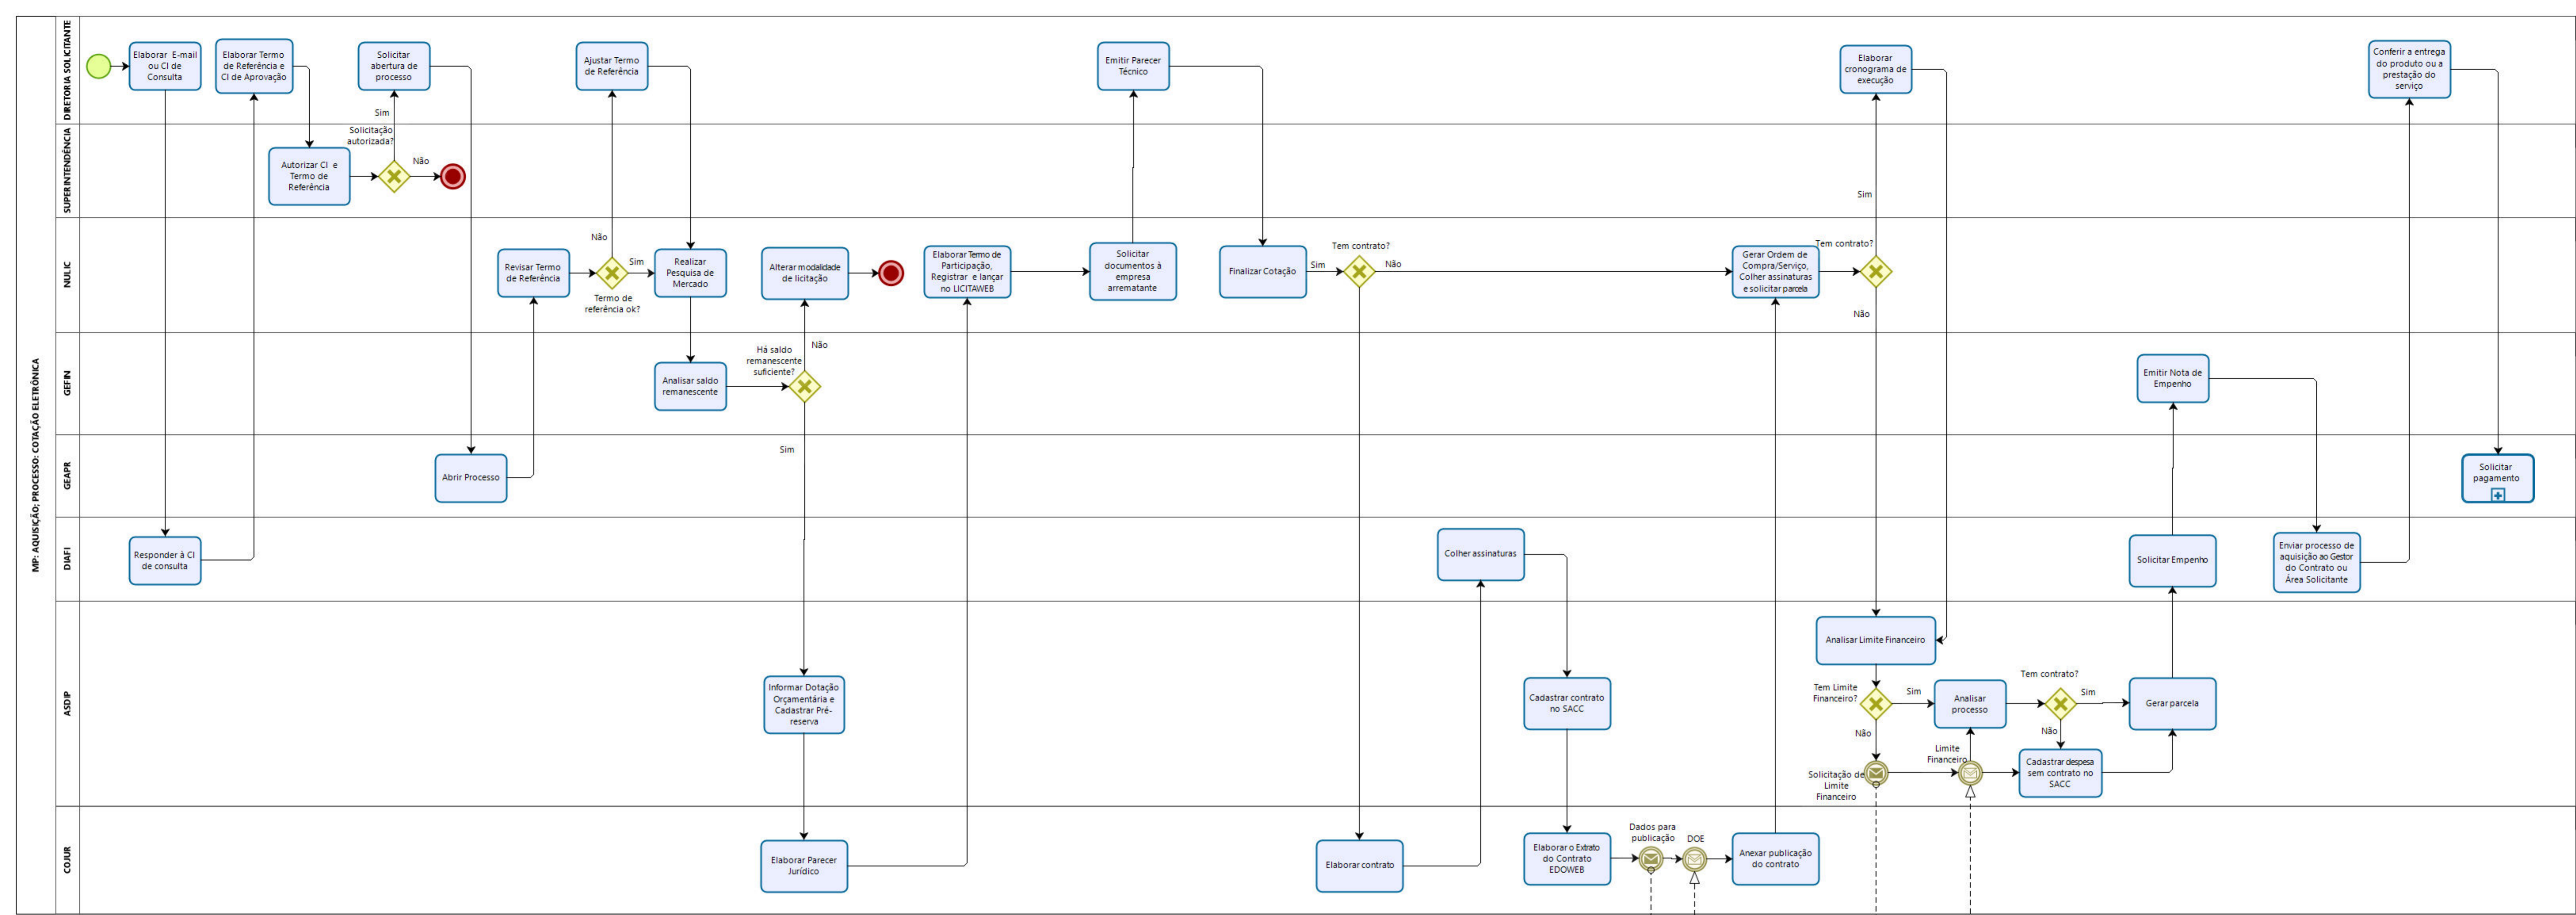 MP: AQUISIÇÃO; PROCESSO: COTAÇÃO ELETRÔNICA
DIRETORIA SOLICITANTE
Elaborar E-mail
ou CI de
Consulta
Elaborar Termo
de Referência e
CI de Aprovação
Solicitar
abertura de
processo
Ajustar Termo
de Referência
Emitir Parecer
Técnico
Elaborar
cronograma de
execução
Conferir a entrega
do produto ou a
prestação do
serviço
Sim
SUPERINTENDÊNCIA
Solicitação
autorizada?
Autorizar CI e
Termo de
Referência
Não
Sim
NULIC
Não
Revisar Termo
de Referência
Sim
Termo de
referência ok?
Realizar
Pesquisa de
Mercado
Alterar modalidade
de licitação
Elaborar Termo de
Participação,
Registrar e lançar
no LICITAWEB
Solicitar
documentos à
empresa
arrematante
Finalizar Cotação
Sim
Tem contrato?
Não
Gerar Ordem de
Compra/Serviço,
Colher assinaturas
e solicitar parcela
Tem contrato?
Não
GEFIN
Analisar saldo
remanescente
Há saldo
remanescente
suficiente?
Não
Emitir Nota de
Empenho
GEAPR
Abrir Processo
Sim
Solicitar
pagamento
DIAFI
Responder à CI
de consulta
Colher assinaturas
Solicitar Empenho
Enviar processo de
aquisição ao Gestor
do Contrato ou
Área Solicitante
ASDIP
Informar Dotação
Orçamentária e
Cadastrar Pré-
reserva
Cadastrar contrato
no SACC
Analisar Limite Financeiro
Tem Limite
Financeiro?
Sim
Analisar
processo
Tem contrato?
Sim
Gerar parcela
Não
Não
Solicitação de
Limite
Financeiro
Limite
Financeiro
Cadastrar despesa
sem contrato no
SACC
COJUR
Elaborar Parecer
Jurídico
Elaborar contrato
Elaborar o Extrato
do Contrato
EDOWEB
Dados para
publicação
DOE
Anexar publicação
do contrato